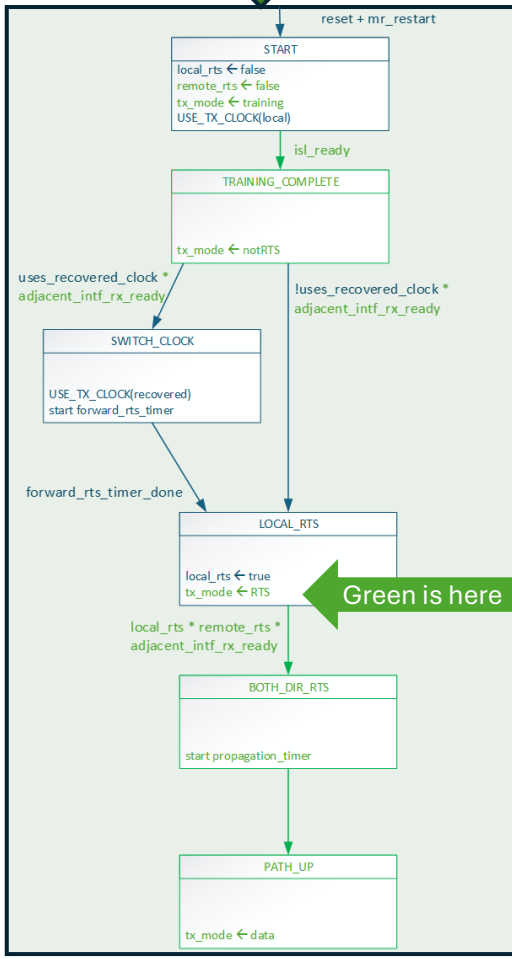 reset + mr_restart
START
local_rts ← false
remote_rts ← false
tx_mode ← training
USE_TX_CLOCK(local)
isl_ready
TRAINING_COMPLETE
tx_mode ← notRTS
uses_recovered_clock *
adjacent_intf_rx_ready
!uses_recovered_clock *
adjacent_intf_rx_ready
SWITCH_CLOCK
USE_TX_CLOCK(recovered)
start forward_rts_timer
forward_rts_timer_done
LOCAL_RTS
local_rts ← true
tx_mode ← RTS
Green is here
local_rts * remote_rts *
adjacent_intf_rx_ready
BOTH_DIR_RTS
start propagation_timer
PATH_UP
tx_mode ← data